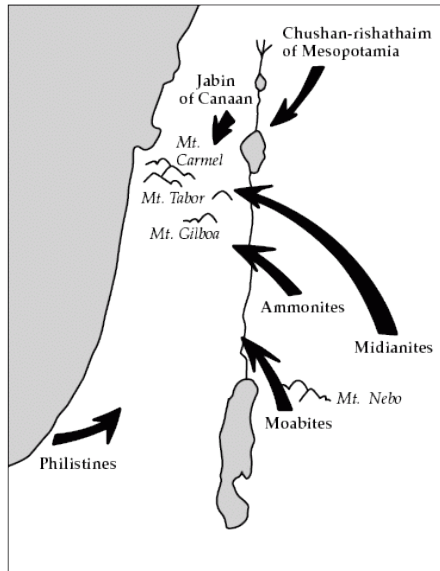 Chushan-rishathaim
of Mesopotamia
Jabin
of Canaan
Mt.
Carmel
Mt. Tabor
Mt. Gilboa
Ammonites
Midianites
Mt. Nebo
Moabites
Philistines